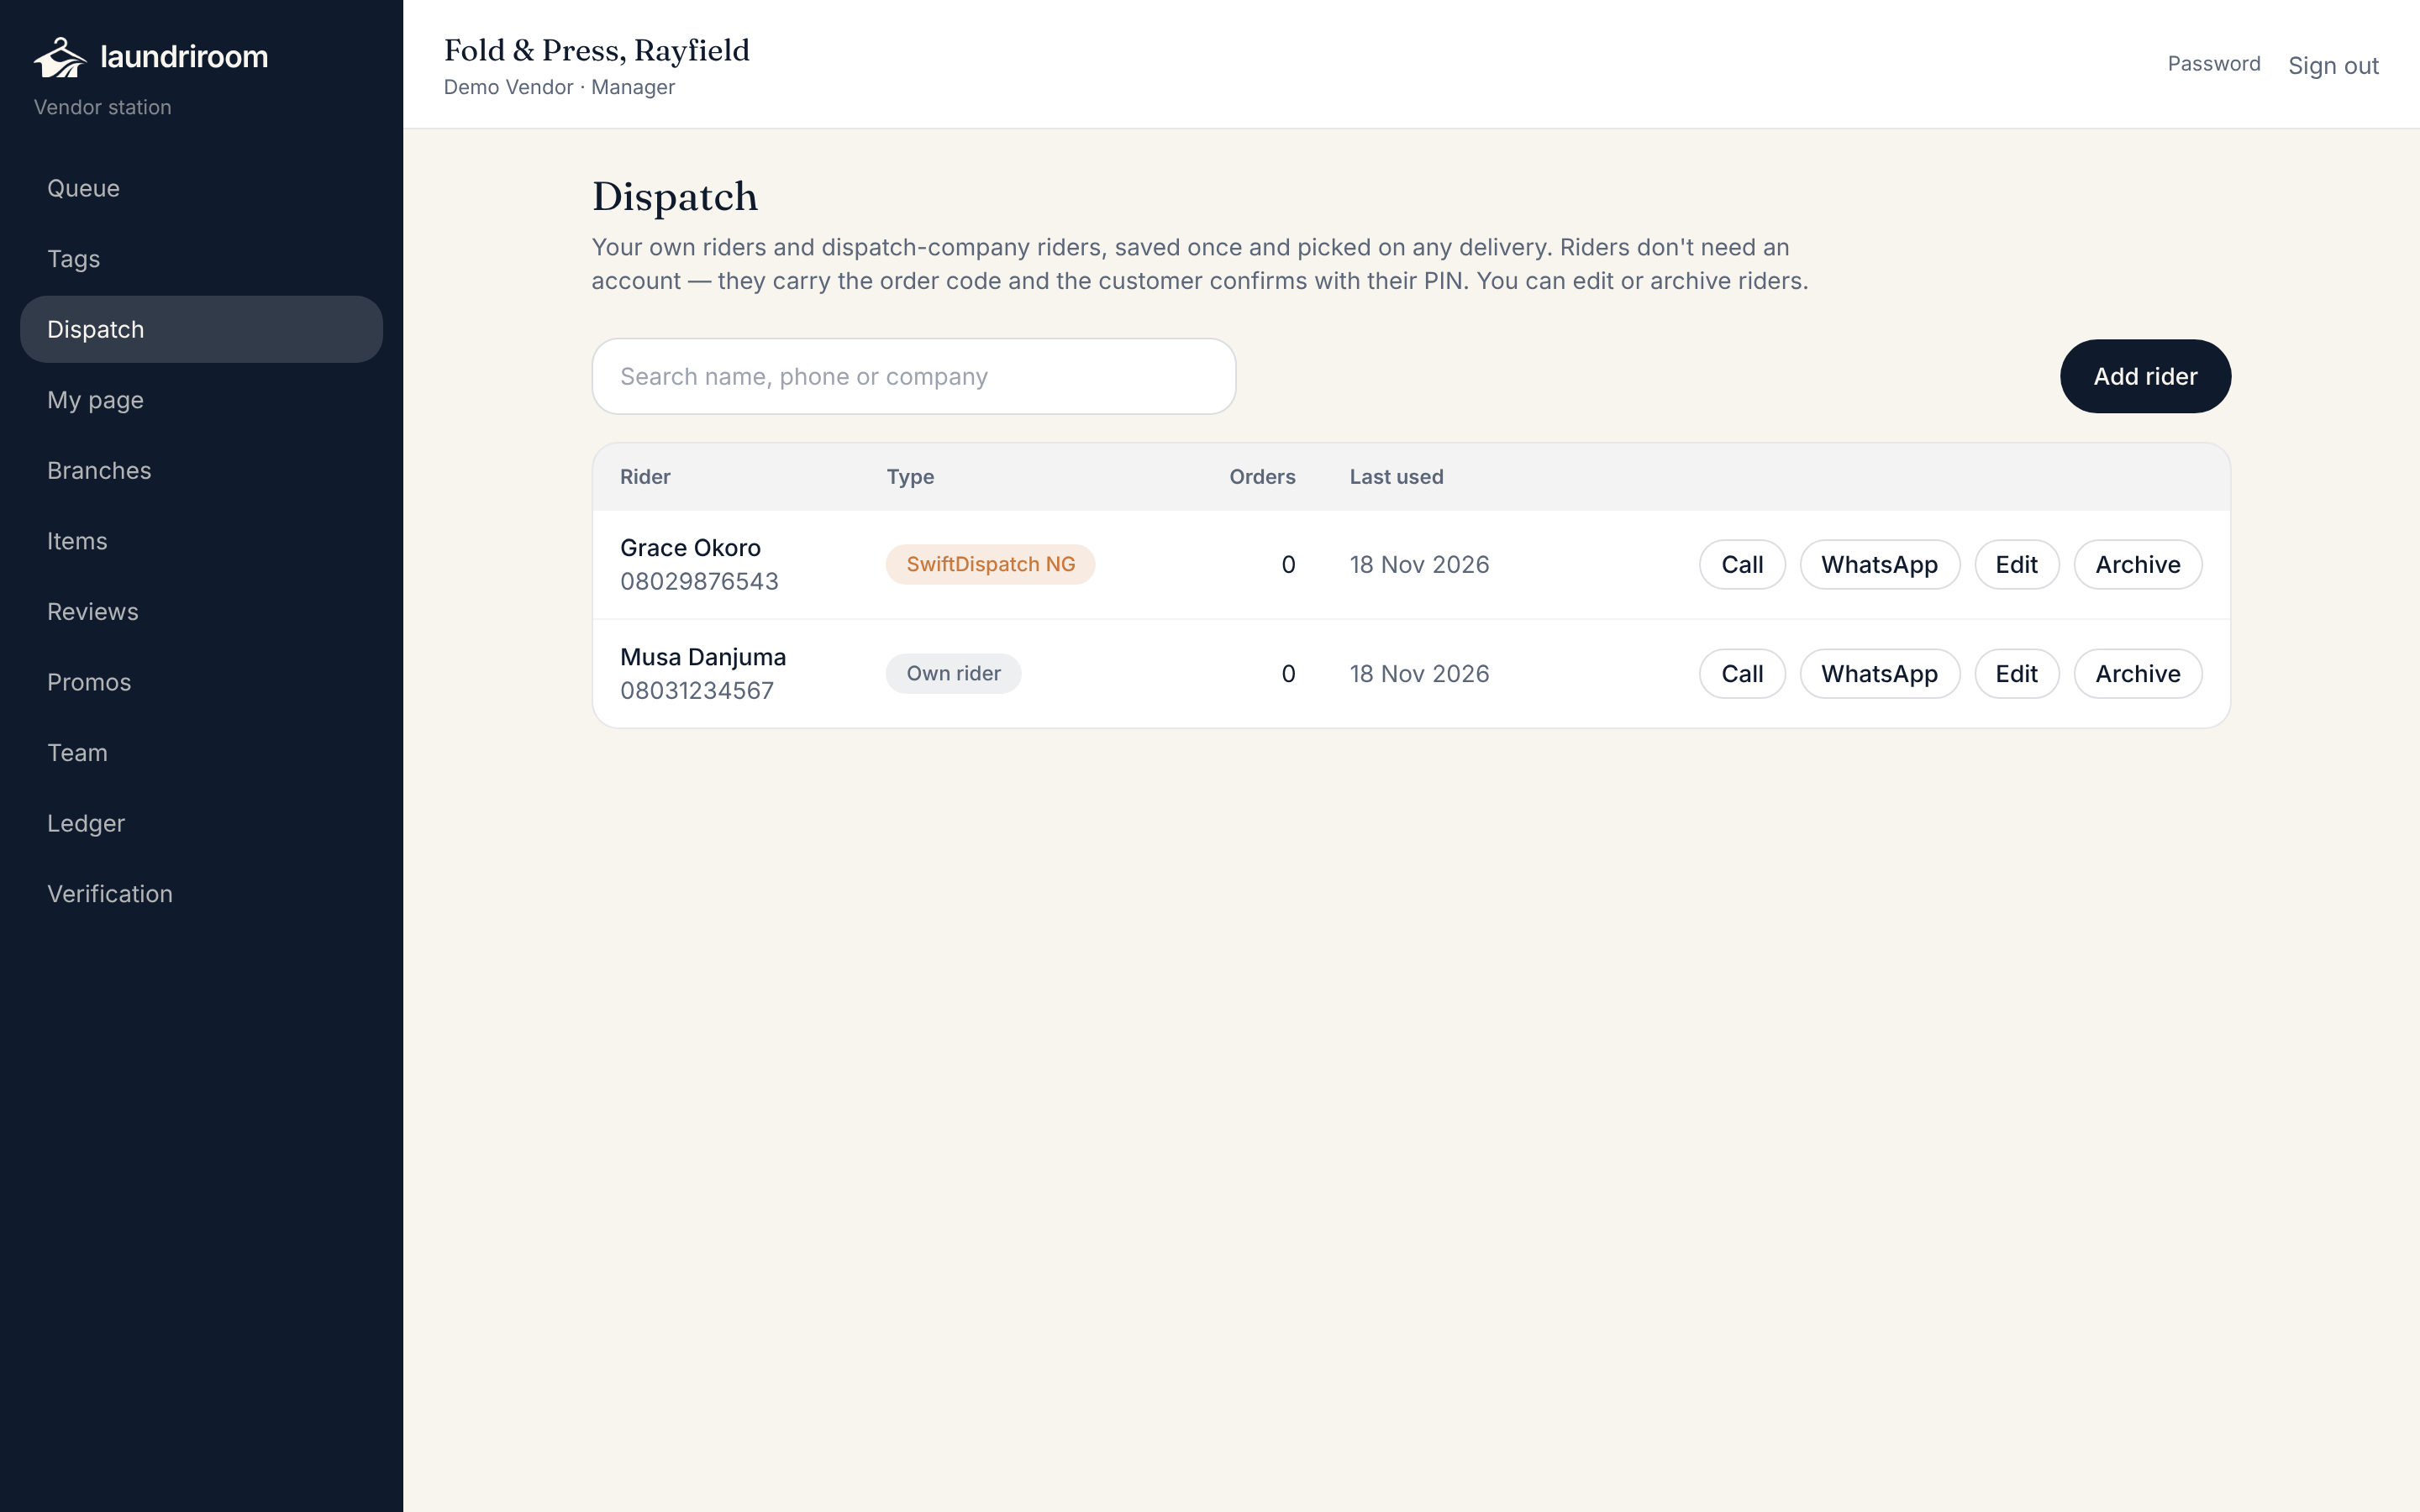 laundriroom
Vendor station
Queue
Tags
Dispatch
My page
Branches
Items
Reviews
Promos
Team
Ledger
Verification
Fold & Press, Rayfield
Demo Vendor · Manager
Password
Sign out
Dispatch
Your own riders and dispatch-company riders, saved once and picked on any delivery. Riders don't need an
account — they carry the order code and the customer confirms with their PIN. You can edit or archive riders.
Search name, phone or company
Add rider
Rider Type Orders Last used
Grace Okoro
08029876543
SwiftDispatch NG 0 18 Nov 2026 Call WhatsApp Edit Archive
Musa Danjuma
08031234567
Own rider 0 18 Nov 2026 Call WhatsApp Edit Archive